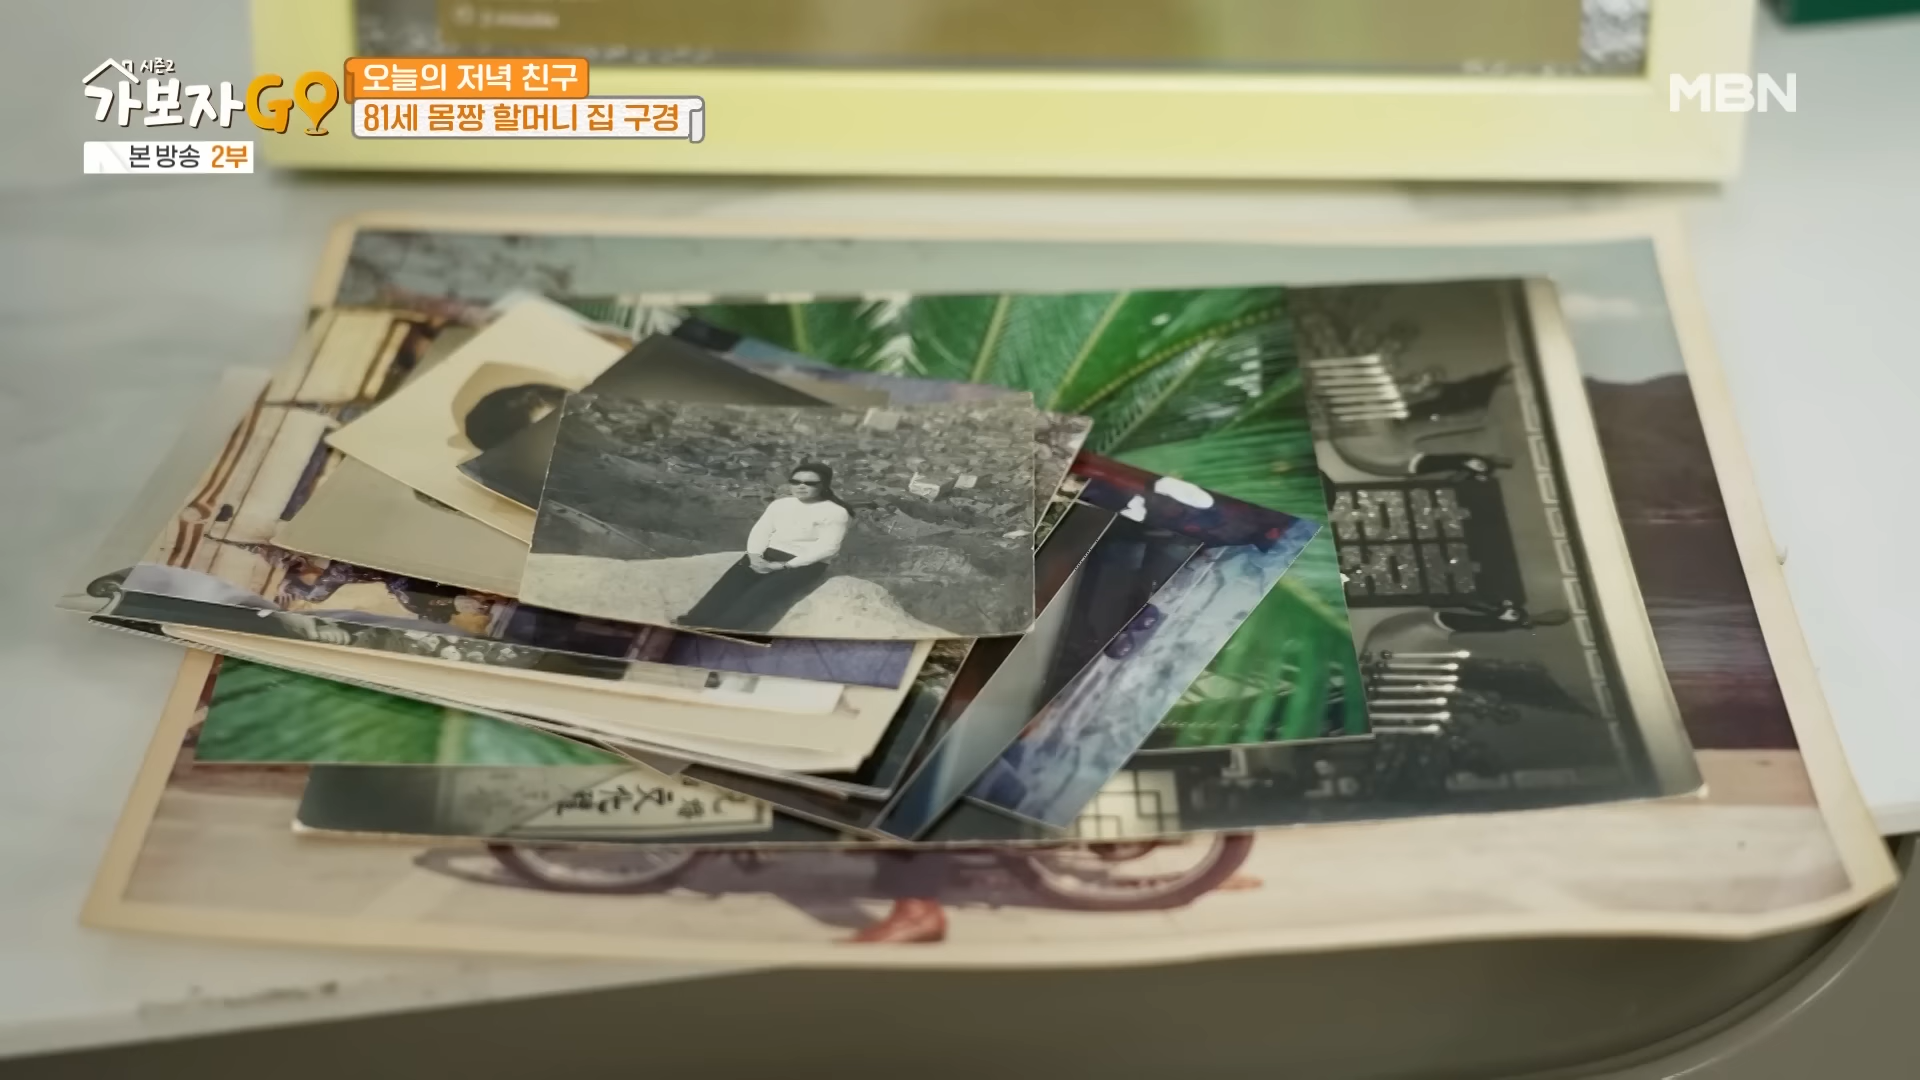 시즌2
가보자GO
오늘의 저녁 친구
81세 몸짱 할머니 집 구경
본방송 2부
MBN